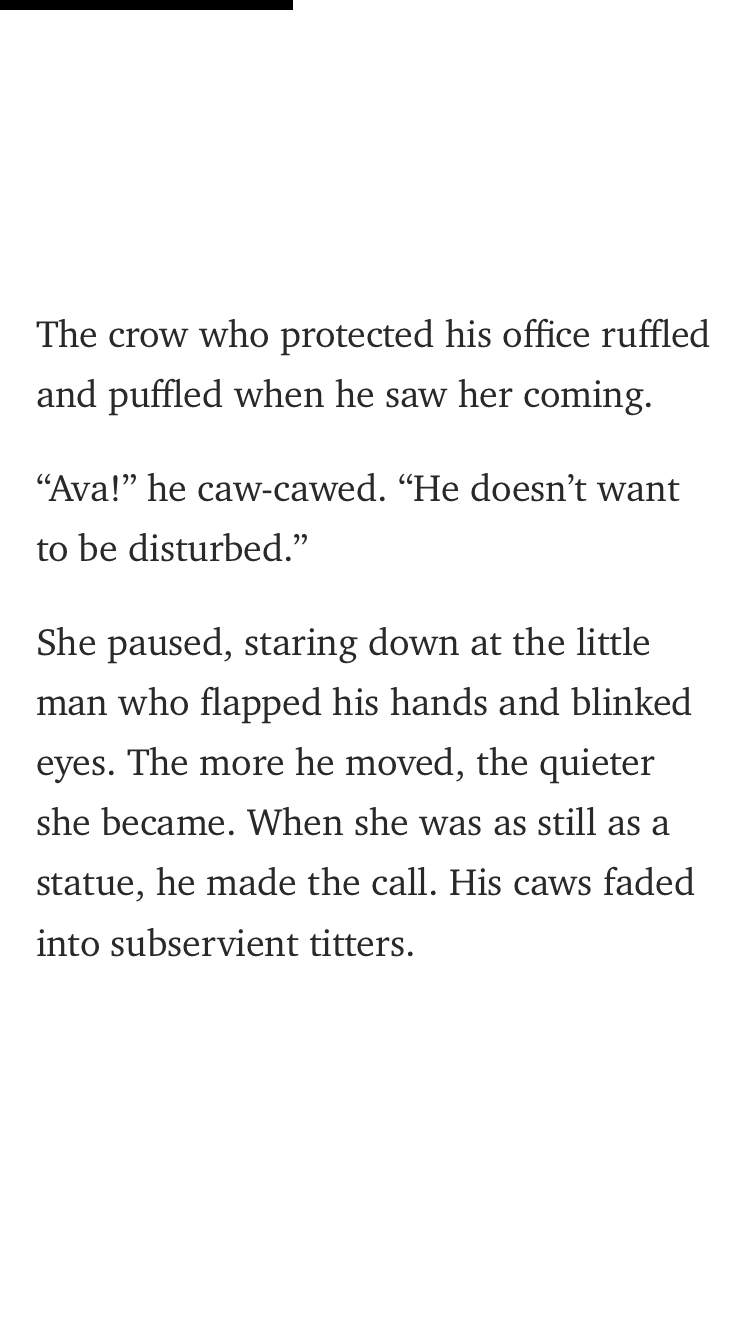 The crow who protected his office ruffled
and puffled when he saw her coming.
“Ava!” he caw-cawed. “He doesn’t want
to be disturbed.”
She paused, staring down at the little
man who flapped his hands and blinked
eyes. The more he moved, the quieter
she became. When she was as still as a
statue, he made the call. His caws faded
into subservient titters.